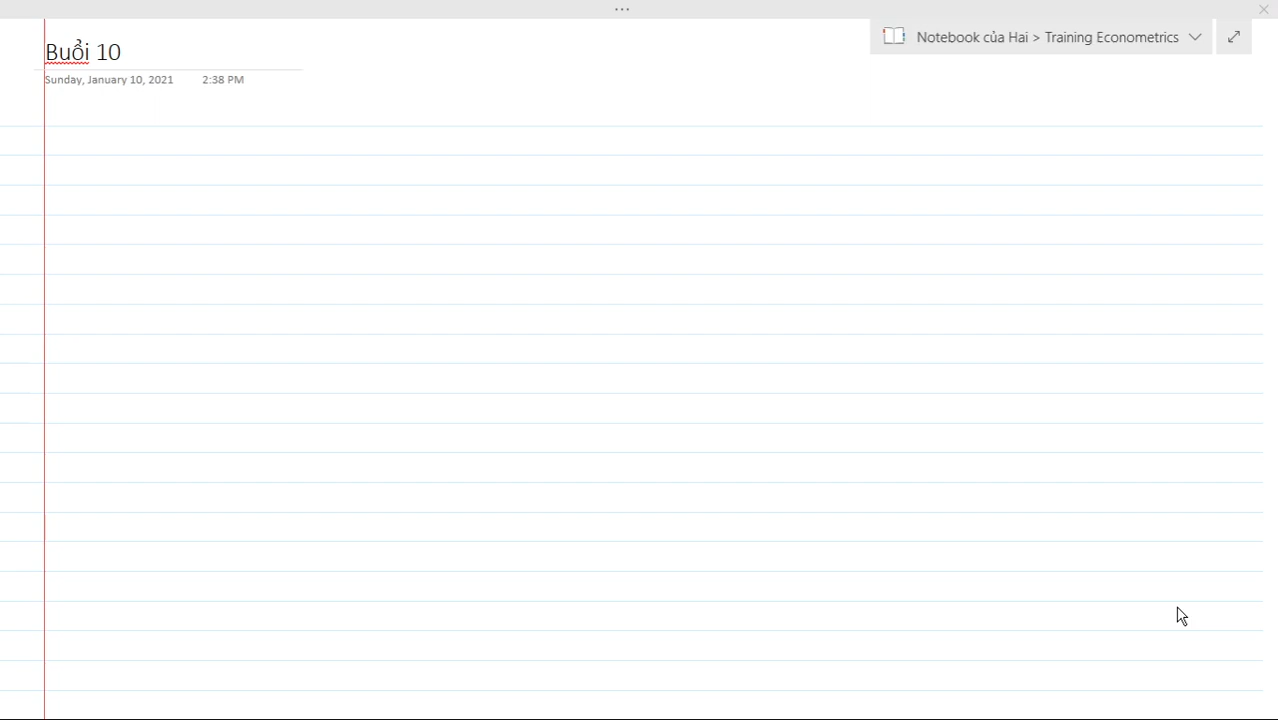 Buổi 10
Notebook của Hai > Training Econometrics
Sunday, January 10, 2021 2:38 PM